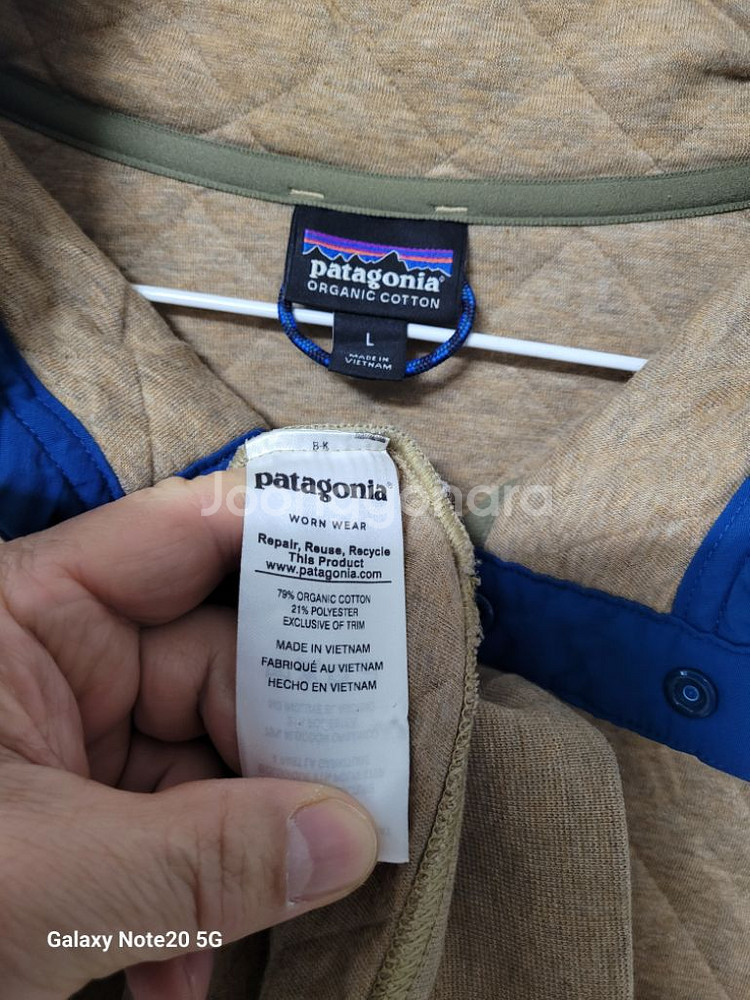 patagonia®
ORGANIC COTTON
L
MADE IN
VIETNAM
B-K
patagonia®
WORN WEAR
Repair, Reuse, Recycle
This Product
www.patagonia.com
79% ORGANIC COTTON
21% POLYESTER
EXCLUSIVE OF TRIM
MADE IN VIETNAM
FABRIQUÉ AU VIETNAM
HECHO EN VIETNAM
Joonggonara
Galaxy Note20 5G